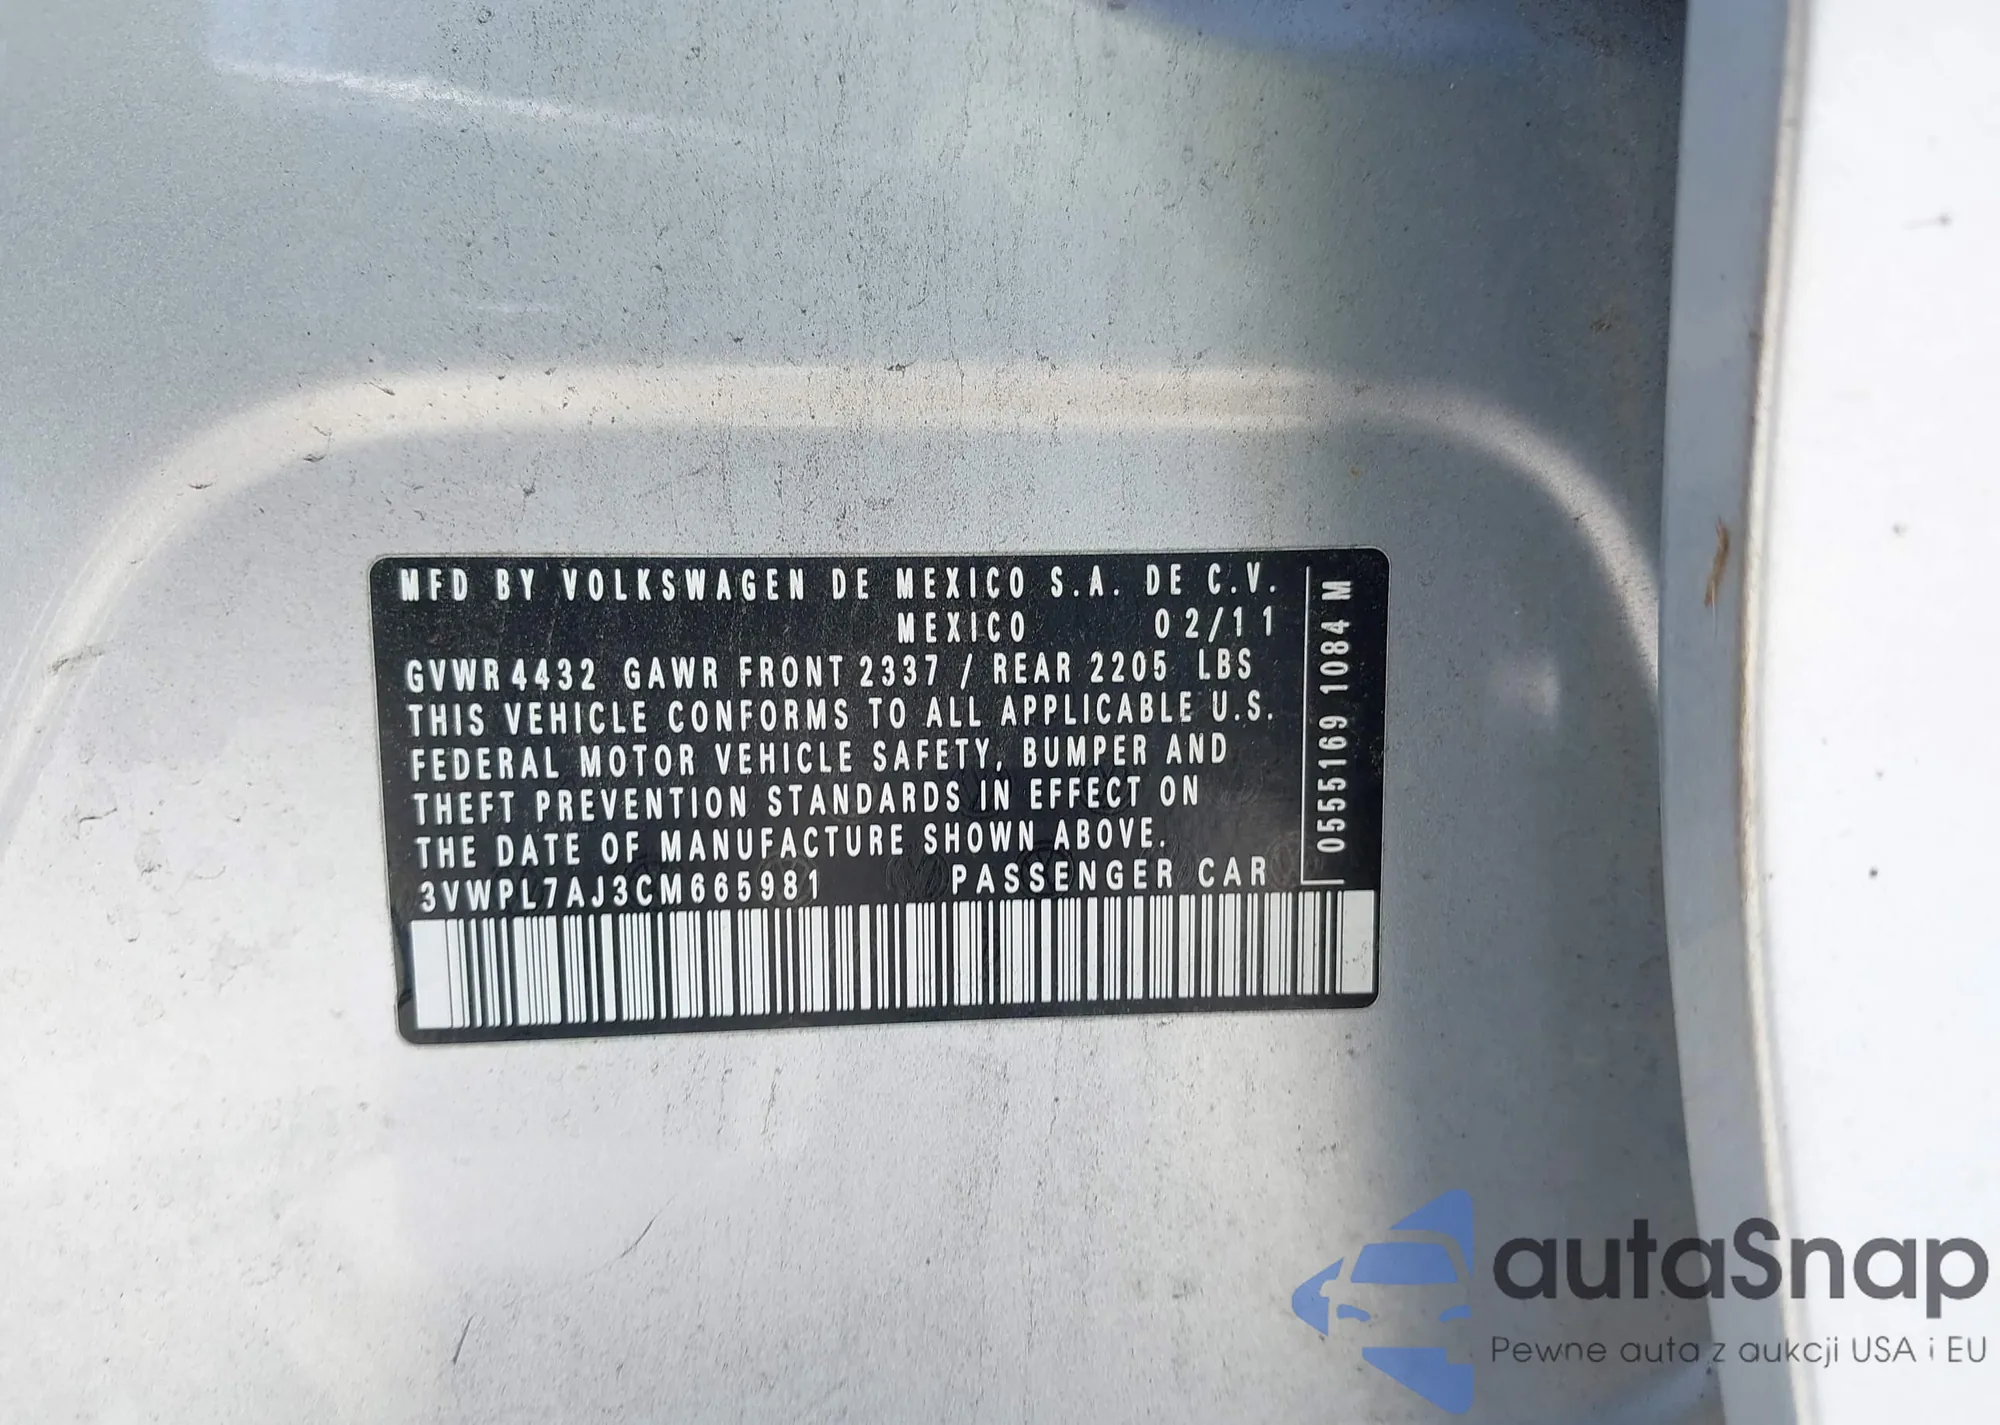 MFD BY VOLKSWAGEN DE MEXICO S.A. DE C.V.
MEXICO 02/11
GVWR 4432 GAWR FRONT 2337 / REAR 2205 LBS
THIS VEHICLE CONFORMS TO ALL APPLICABLE U.S.
FEDERAL MOTOR VEHICLE SAFETY, BUMPER AND
THEFT PREVENTION STANDARDS IN EFFECT ON
THE DATE OF MANUFACTURE SHOWN ABOVE.
3VWPL7AJ3CM665981 PASSENGER CAR
0555169 1084 M
autaSnap
Pewne auta z aukcji USA i EU